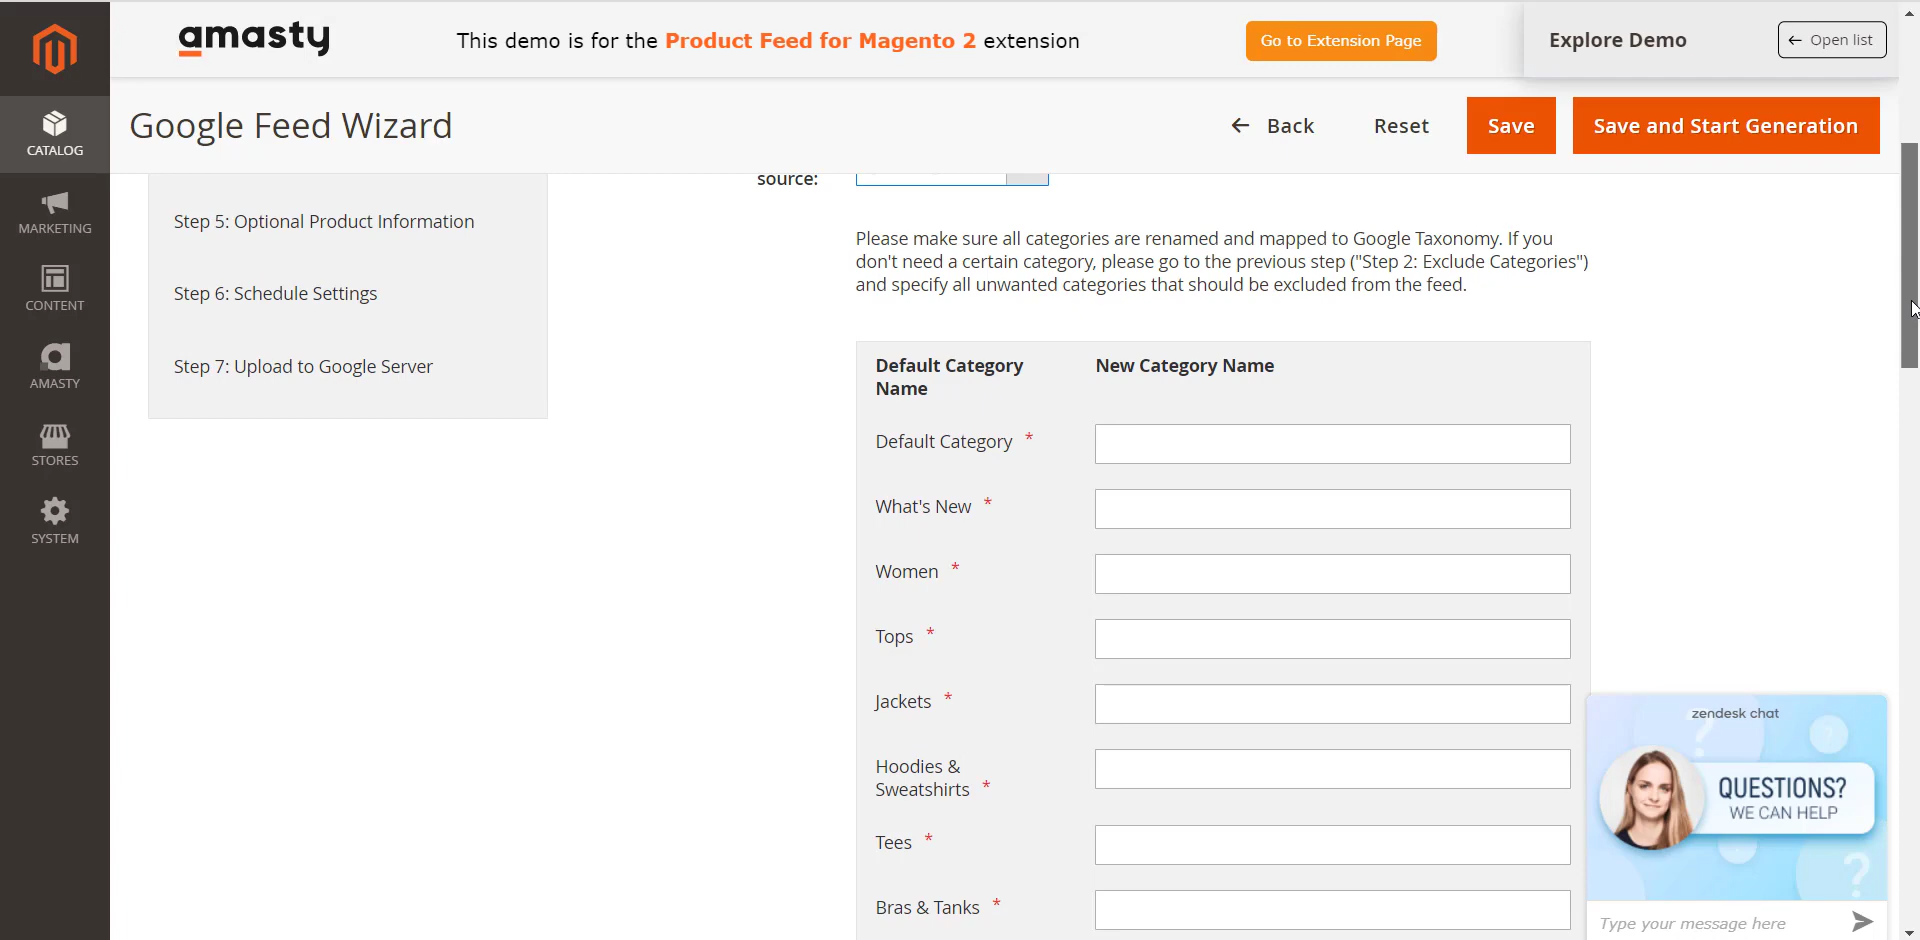 amasty
This demo is for the Product Feed for Magento 2 extension
Go to Extension Page
Explore Demo
← Open list
CATALOG
MARKETING
CONTENT
AMASTY
STORES
SYSTEM
Google Feed Wizard
← Back
Reset
Save
Save and Start Generation
Step 5: Optional Product Information
Step 6: Schedule Settings
Step 7: Upload to Google Server
source:
Please make sure all categories are renamed and mapped to Google Taxonomy. If you
don't need a certain category, please go to the previous step ("Step 2: Exclude Categories")
and specify all unwanted categories that should be excluded from the feed.
Default Category
Name
New Category Name
Default Category *
What's New *
Women *
Tops *
Jackets *
Hoodies &
Sweatshirts *
Tees *
Bras & Tanks *
zendesk chat
QUESTIONS?
WE CAN HELP
Type your message here